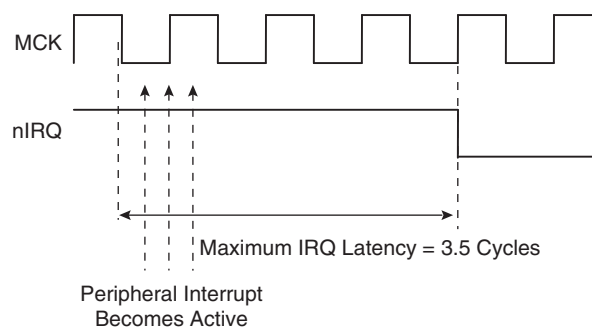 MCK
nIRQ
Maximum IRQ Latency = 3.5 Cycles
Peripheral Interrupt
Becomes Active